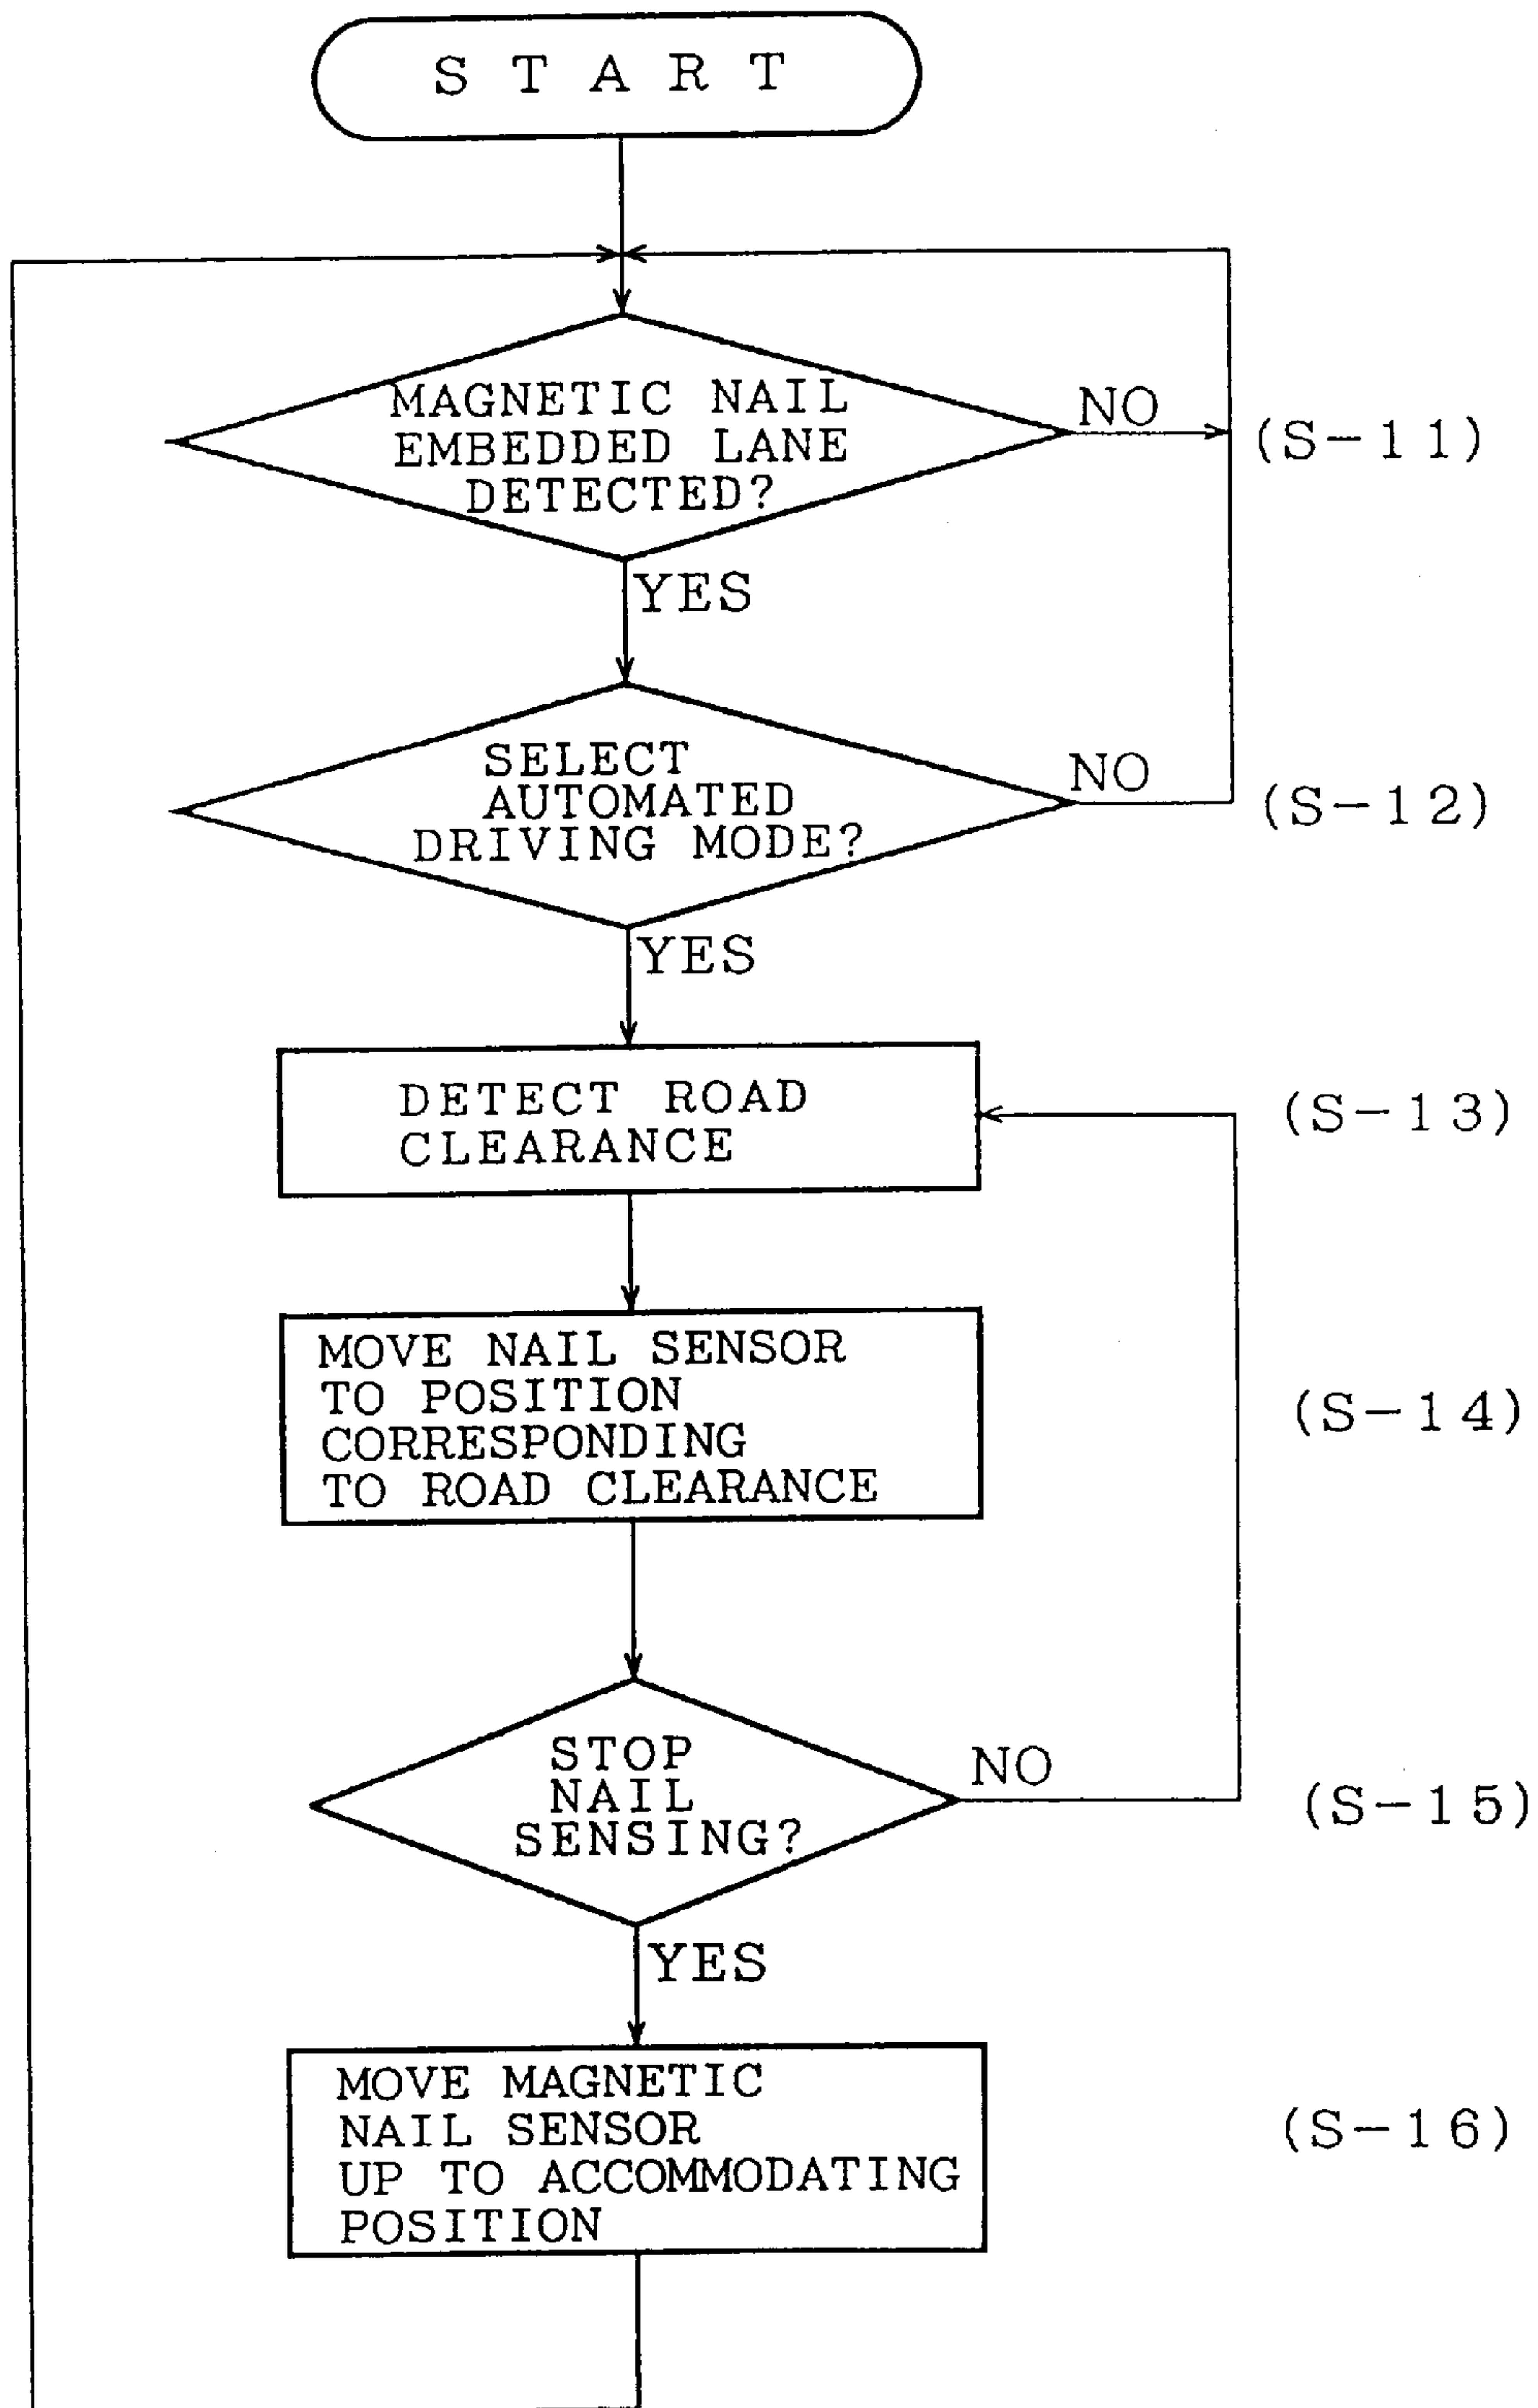 START
MAGNETIC NAIL
EMBEDDED LANE
DETECTED?
NO
(S-11)
YES
SELECT
AUTOMATED
DRIVING MODE?
NO
(S-12)
YES
DETECT ROAD
CLEARANCE
(S-13)
MOVE NAIL SENSOR
TO POSITION
CORRESPONDING
TO ROAD CLEARANCE
(S-14)
STOP
NAIL
SENSING?
NO
(S-15)
YES
MOVE MAGNETIC
NAIL SENSOR
UP TO ACCOMMODATING
POSITION
(S-16)